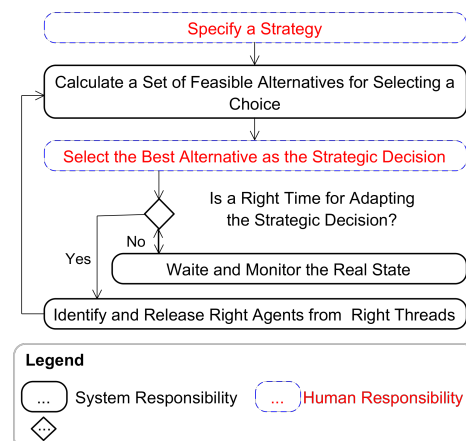 Specify a Strategy
Calculate a Set of Feasible Alternatives for Selecting a
Choice
Select the Best Alternative as the Strategic Decision
Is a Right Time for Adapting
the Strategic Decision?
No
Yes
Waite and Monitor the Real State
Identify and Release Right Agents from Right Threads
Legend
... System Responsibility ... Human Responsibility
...